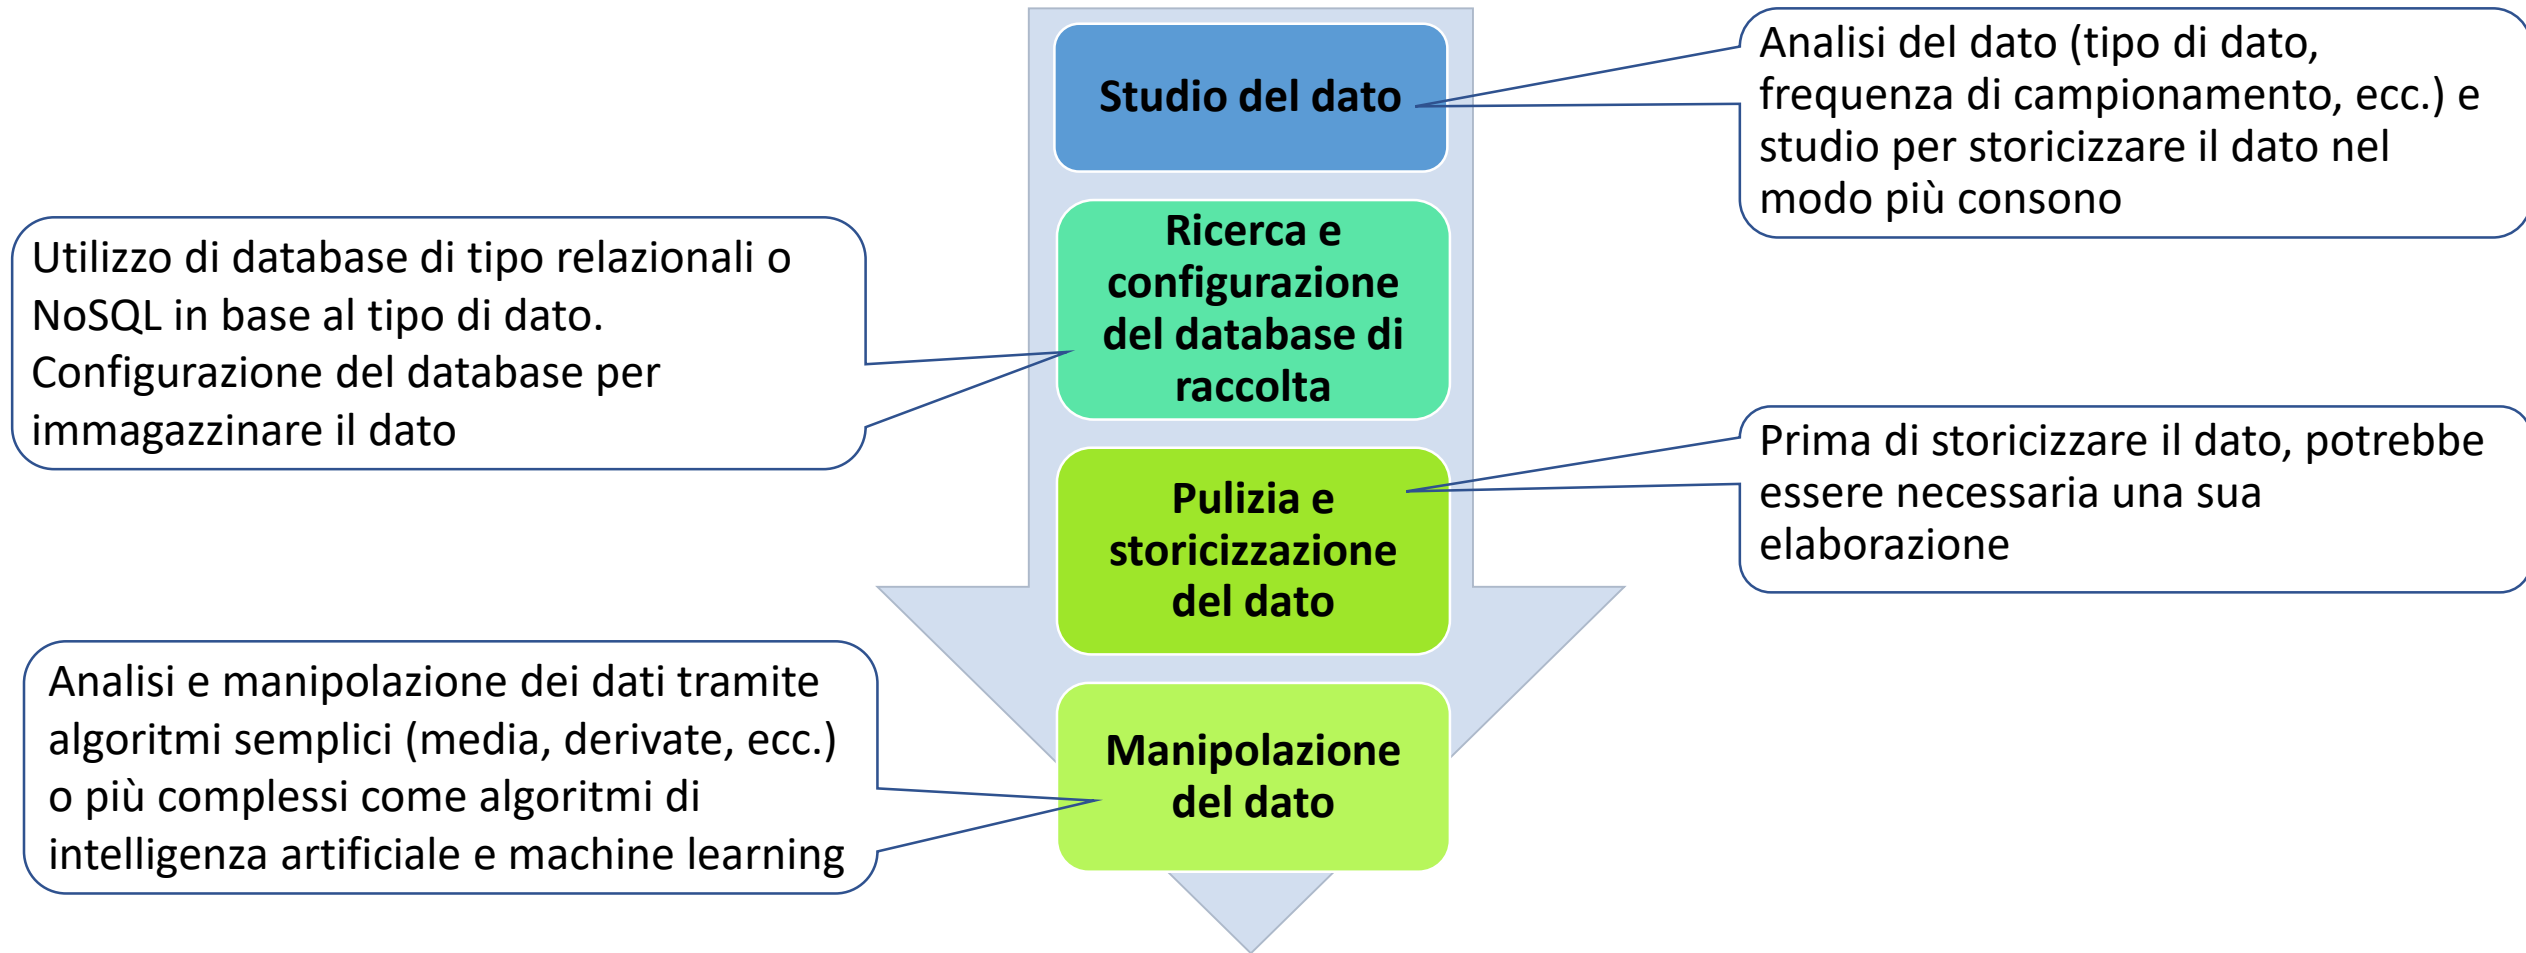 Studio del dato
Analisi del dato (tipo di dato,
frequenza di campionamento, ecc.) e
studio per storicizzare il dato nel
modo più consono
Ricerca e
configurazione
del database di
raccolta
Utilizzo di database di tipo relazionali o
NoSQL in base al tipo di dato.
Configurazione del database per
immagazzinare il dato
Pulizia e
storicizzazione
del dato
Prima di storicizzare il dato, potrebbe
essere necessaria una sua
elaborazione
Manipolazione
del dato
Analisi e manipolazione dei dati tramite
algoritmi semplici (media, derivate, ecc.)
o più complessi come algoritmi di
intelligenza artificiale e machine learning